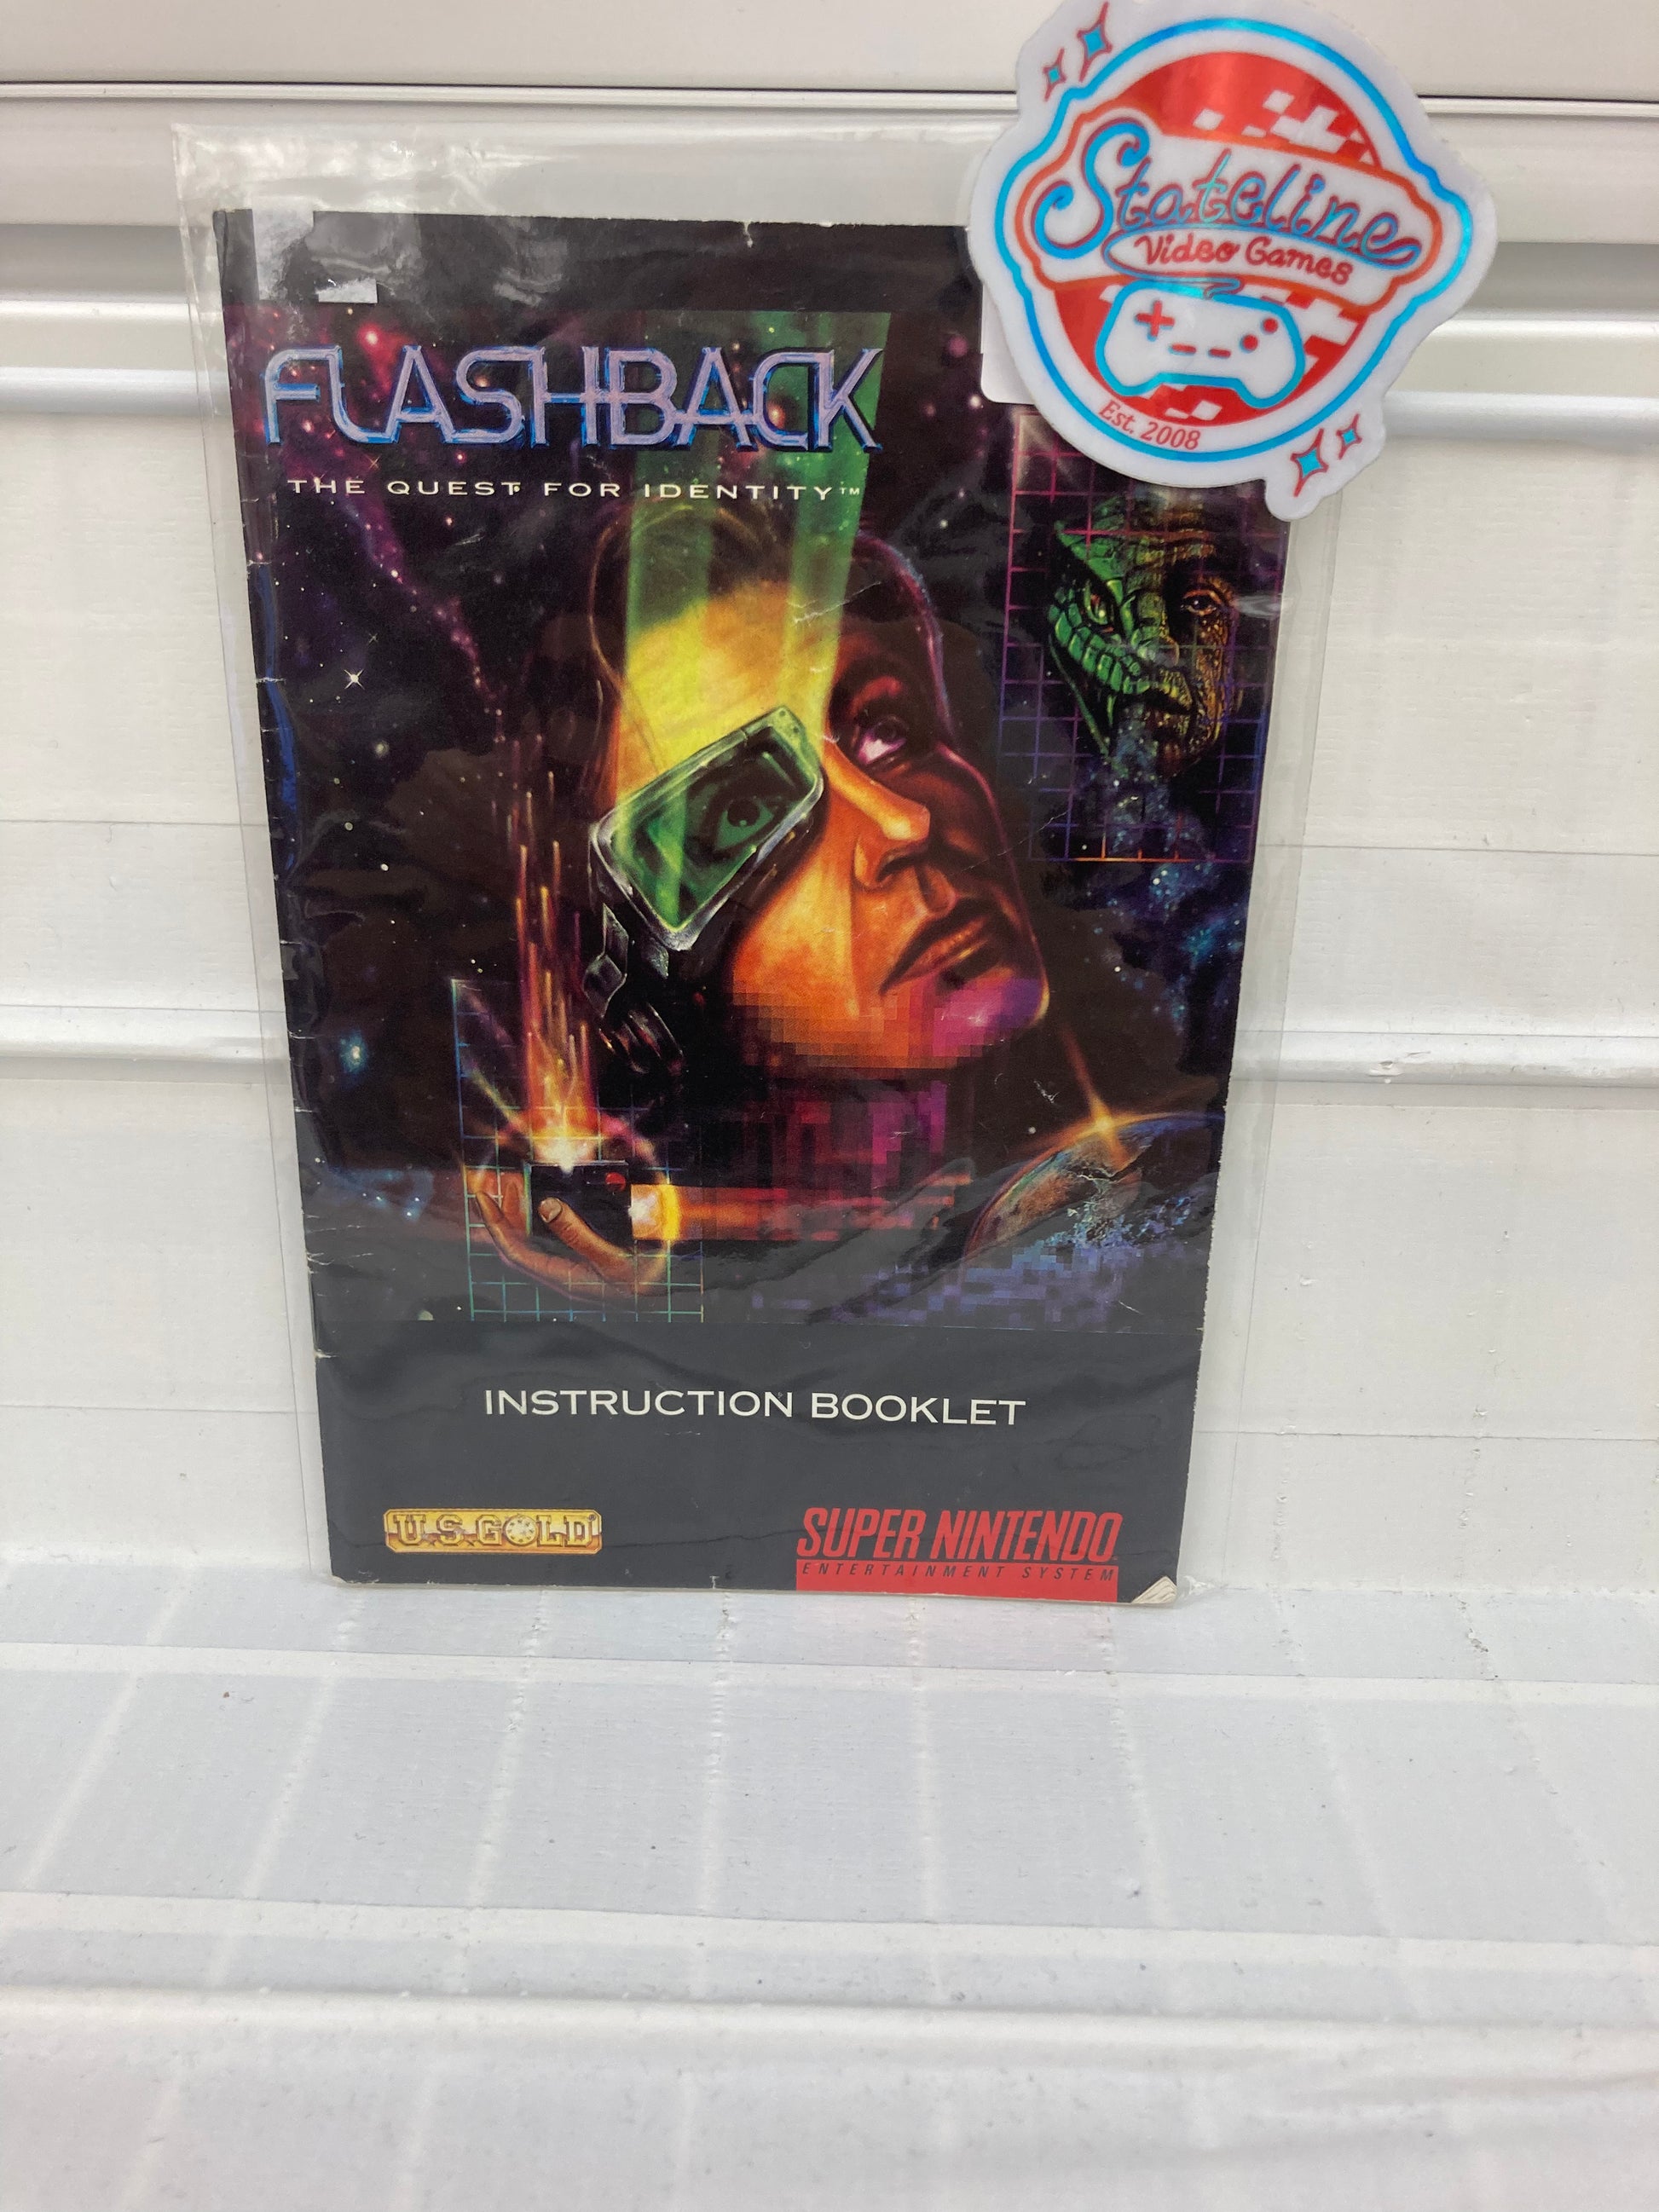 Stateline
Video Games
Est. 2008
FLASHBACK
THE QUEST FOR IDENTITY™
INSTRUCTION BOOKLET
U.S. GOLD®
SUPER NINTENDO
ENTERTAINMENT SYSTEM